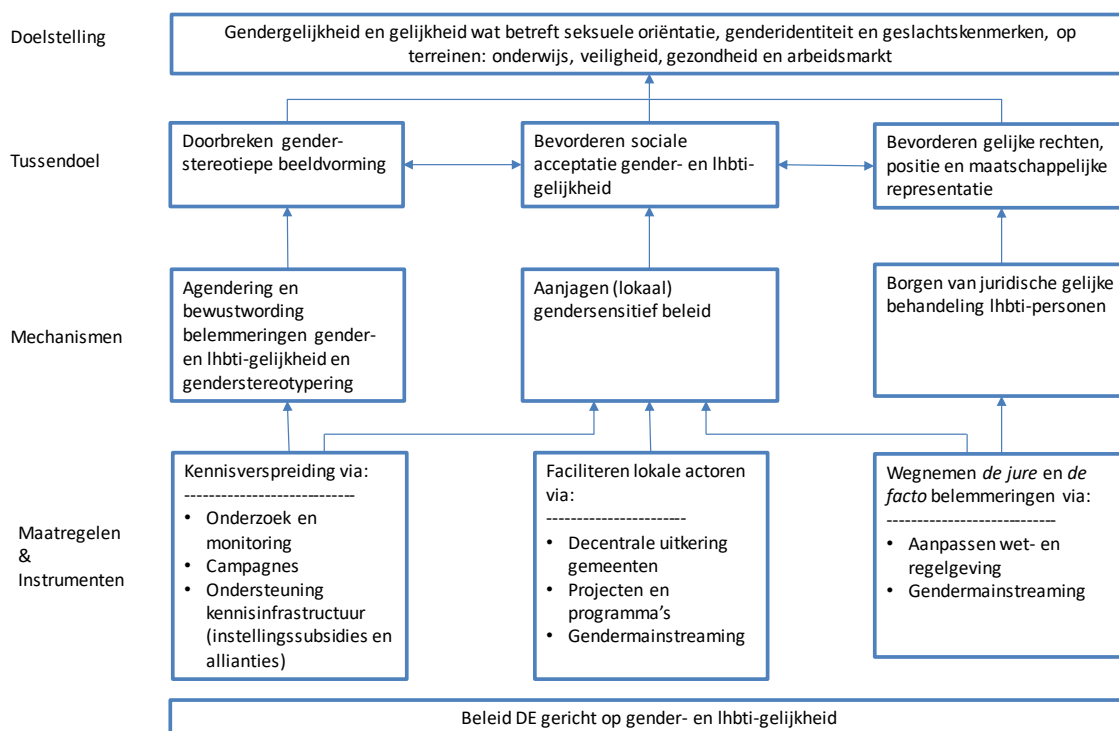 Doelstelling
Gendergelijkheid en gelijkheid wat betreft seksuele oriëntatie, genderidentiteit en geslachtskenmerken, op
terreinen: onderwijs, veiligheid, gezondheid en arbeidsmarkt
Tussendoel
Doorbreken gender-
stereotiepe beeldvorming
Bevorderen sociale
acceptatie gender- en lhbti-
gelijkheid
Bevorderen gelijke rechten,
positie en maatschappelijke
representatie
Mechanismen
Agendering en
bewustwording
belemmeringen gender-
en lhbti-gelijkheid en
genderstereotypering
Aanjagen (lokaal)
gendersensitief beleid
Borgen van juridische gelijke
behandeling lhbti-personen
Maatregelen
&
Instrumenten
Kennisverspreiding via:
----------------------------
• Onderzoek en
monitoring
• Campagnes
• Ondersteuning
kennisinfrastructuur
(instellingssubsidies en
allianties)
Faciliteren lokale actoren
via:
-----------------------
• Decentrale uitkering
gemeenten
• Projecten en
programma's
• Gendermainstreaming
Wegnemen de jure en de
facto belemmeringen via:
---------------------------
• Aanpassen wet- en
regelgeving
• Gendermainstreaming
Beleid DE gericht op gender- en lhbti-gelijkheid